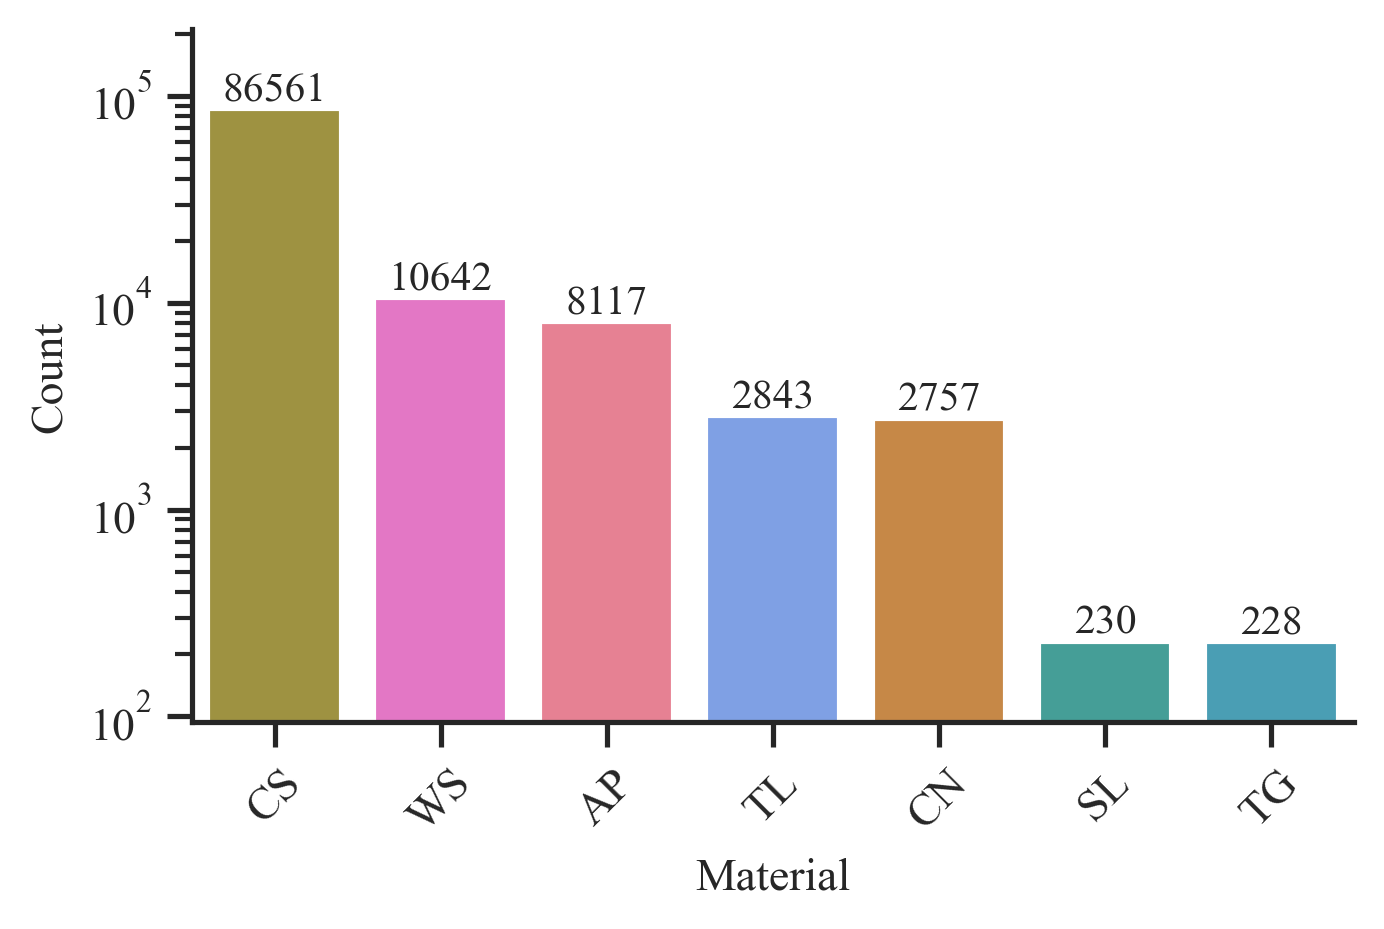 86561
10642
8117
2843
2757
230
228
10^5
10^4
10^3
10^2
Count
CS
WS
AP
TL
CN
SL
TG
Material